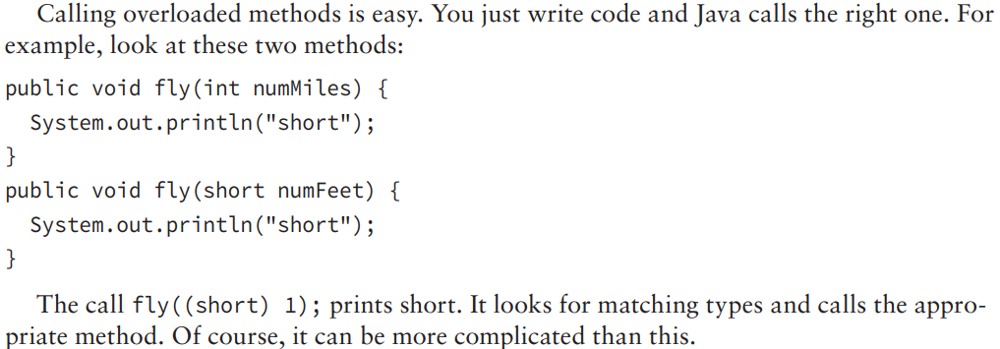 Calling overloaded methods is easy. You just write code and Java calls the right one. For
example, look at these two methods:
public void fly(int numMiles) {
  System.out.println("short");
}
public void fly(short numFeet) {
  System.out.println("short");
}
The call fly((short) 1); prints short. It looks for matching types and calls the appro-
priate method. Of course, it can be more complicated than this.